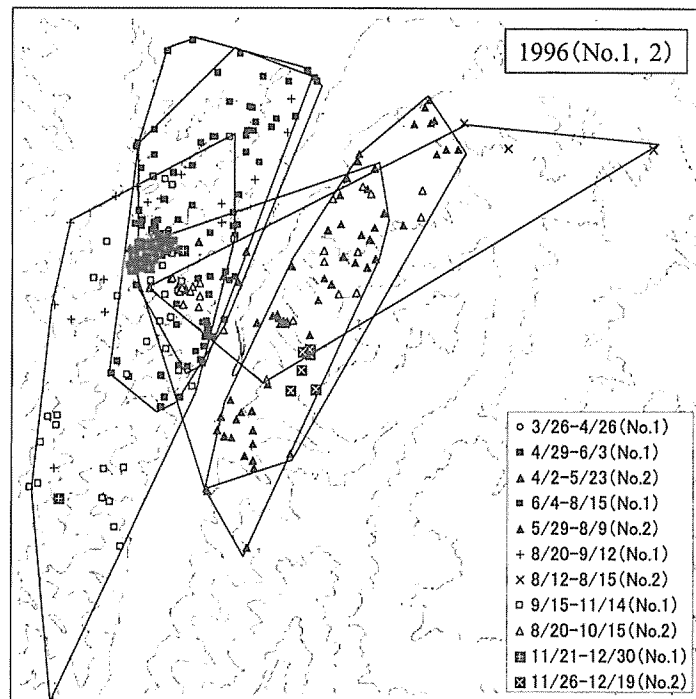 1996(No.1, 2)
3/26-4/26(No.1)
4/29-6/3(No.1)
4/2-5/23(No.2)
6/4-8/15(No.1)
5/29-8/9(No.2)
8/20-9/12(No.1)
8/12-8/15(No.2)
9/15-11/14(No.1)
8/20-10/15(No.2)
11/21-12/30(No.1)
11/26-12/19(No.2)